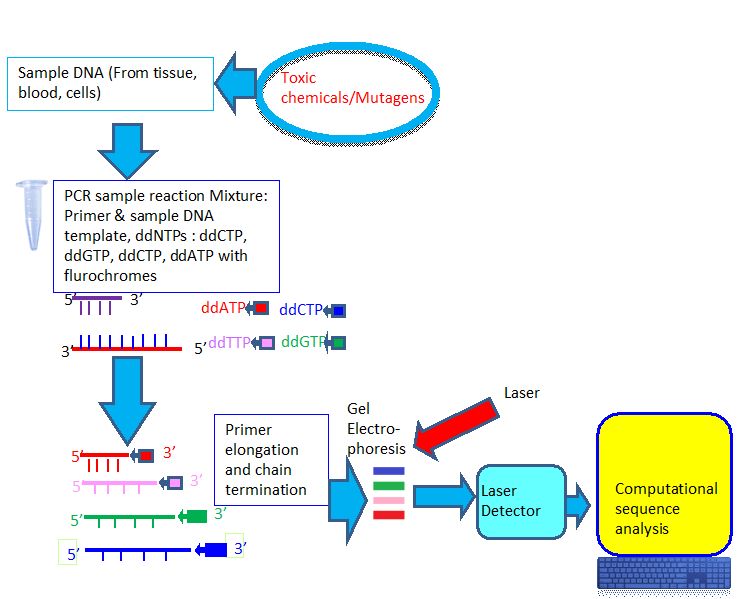 Sample DNA (From tissue,
blood, cells)
Toxic
chemicals/Mutagens
PCR sample reaction Mixture:
Primer & sample DNA
template, ddNTPs : ddCTP,
ddGTP, ddCTP, ddATP with
flurochromes
5’ 3’
ddATP ddCTP
3’ 5’ ddTTP ddGTP
Laser
Gel
Electro-
phoresis
Primer
elongation
and chain
termination
5’ 3’
5’ 3’
5’ 3’
5’ 3’
Laser
Detector
Computational
sequence
analysis